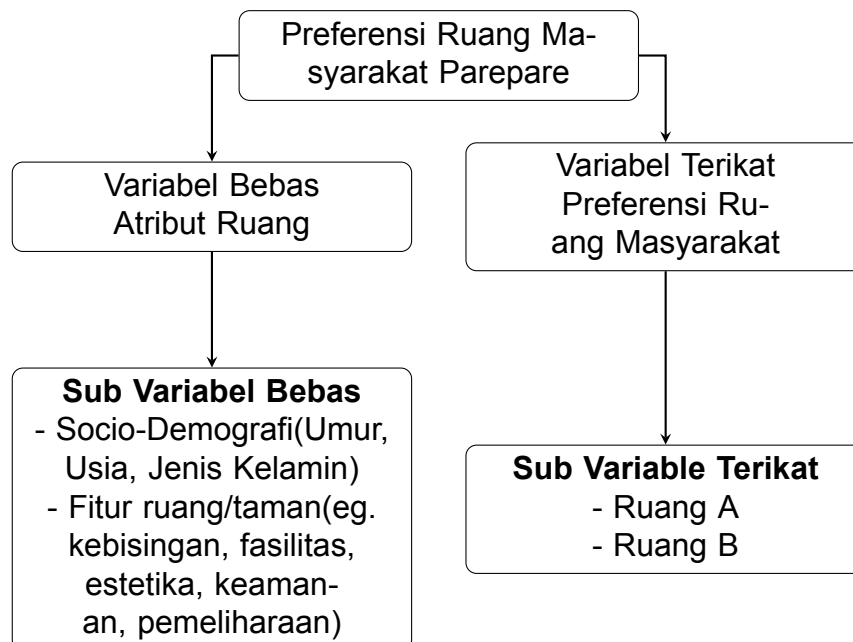 Preferensi Ruang Ma-
syarakat Parepare
Variabel Bebas
Atribut Ruang
Variabel Terikat
Preferensi Ru-
ang Masyarakat
Sub Variabel Bebas
- Socio-Demografi(Umur,
Usia, Jenis Kelamin)
- Fitur ruang/taman(eg.
kebisingan, fasilitas,
estetika, keaman-
an, pemeliharaan)
Sub Variable Terikat
- Ruang A
- Ruang B